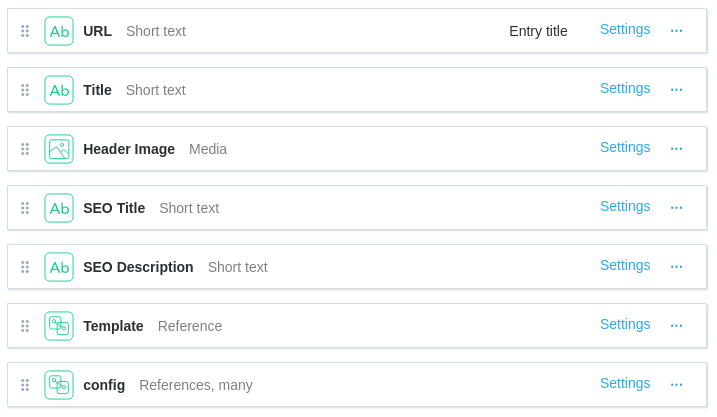 Ab URL Short text Entry title Settings ...
Ab Title Short text Settings ...
Header Image Media Settings ...
Ab SEO Title Short text Settings ...
Ab SEO Description Short text Settings ...
Template Reference Settings ...
config References, many Settings ...